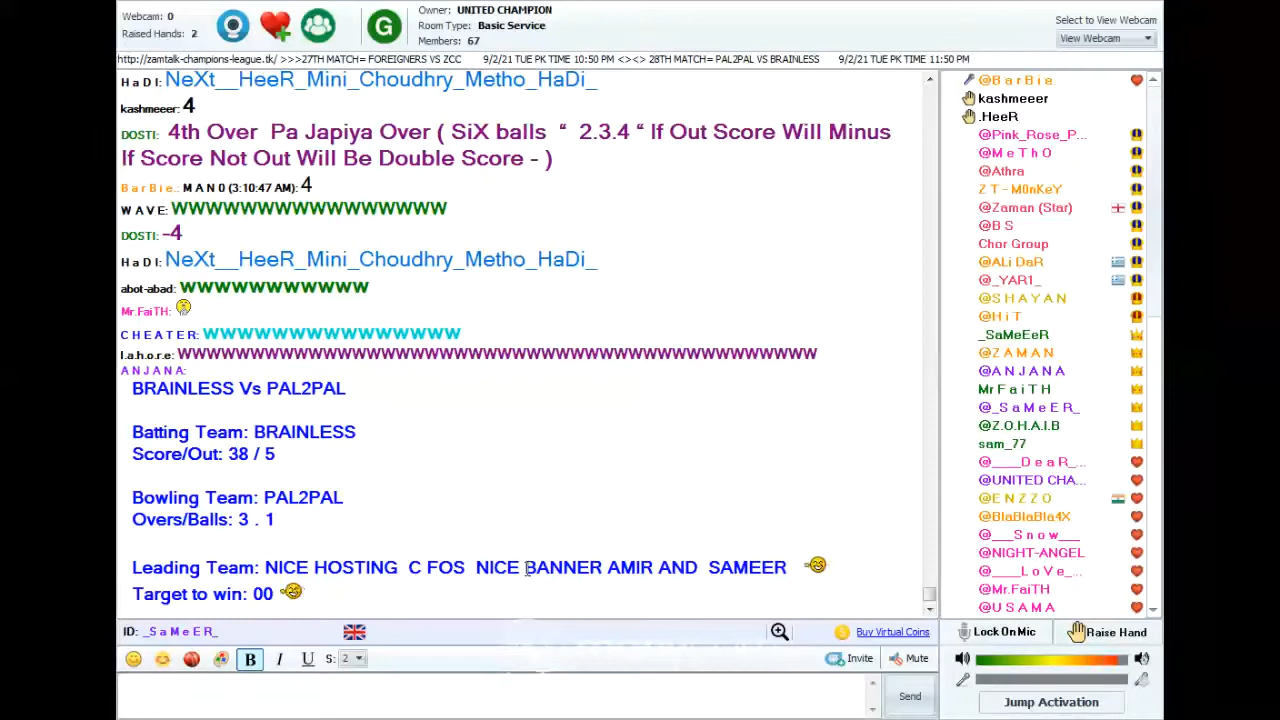 Webcam: 0
Raised Hands: 2
G
Owner: UNITED CHAMPION
Room Type: Basic Service
Members: 67
Select to View Webcam
View Webcam
http://zamtalk-champions-league.tk/ >>>27TH MATCH= FOREIGNERS VS ZCC 9/2/21 TUE PK TIME 10:50 PM <><> 28TH MATCH= PAL2PAL VS BRAINLESS 9/2/21 TUE PK TIME 11:50 PM
H a D I: NeXt__HeeR_Mini_Choudhry_Metho_HaDi_
kashmeeer: 4
DOSTI: 4th Over Pa Japiya Over ( SiX balls “ 2.3.4 “ If Out Score Will Minus
If Score Not Out Will Be Double Score - )
B a r B i e.: M A N 0 (3:10:47 AM): 4
W A V E: WWWWWWWWWWWWWWWW
DOSTI: -4
H a D I: NeXt__HeeR_Mini_Choudhry_Metho_HaDi_
abot-abad: wwwwwwwwwww
Mr.FaiTH:
C H E A T E R: WWWWWWWWWWWWWWW
l.a.h.o.r.e:
A N J A N A:
BRAINLESS Vs PAL2PAL
Batting Team: BRAINLESS
Score/Out: 38 / 5
Bowling Team: PAL2PAL
Overs/Balls: 3 . 1
Leading Team: NICE HOSTING C FOS NICE BANNER AMIR AND SAMEER
Target to win: 00
@B a r B i e
kashmeeer
.HeeR
@Pink_Rose_P...
@M e T h O
@Athra
Z T - M0nKeY
@Zaman (Star)
@B S
Chor Group
@ALi DaR
@_YAR1_
@S H A Y A N
@H i T
_SaMeEeR
@Z A M A N
@A N J A N A
Mr F a i T H
@_S a M e E R_
@Z.O.H.A.I.B
sam_77
@____D e a R_...
@UNITED CHA...
@E N Z Z O
@BlaBlaBla4X
@___S n o w___
@NIGHT-ANGEL
@____L o V e_...
@Mr.FaiTH
@U S A M A
ID: _S a M e E R_
Buy Virtual Coins
Lock On Mic
Raise Hand
B I U S: 2
Invite
Mute
Send
Jump Activation